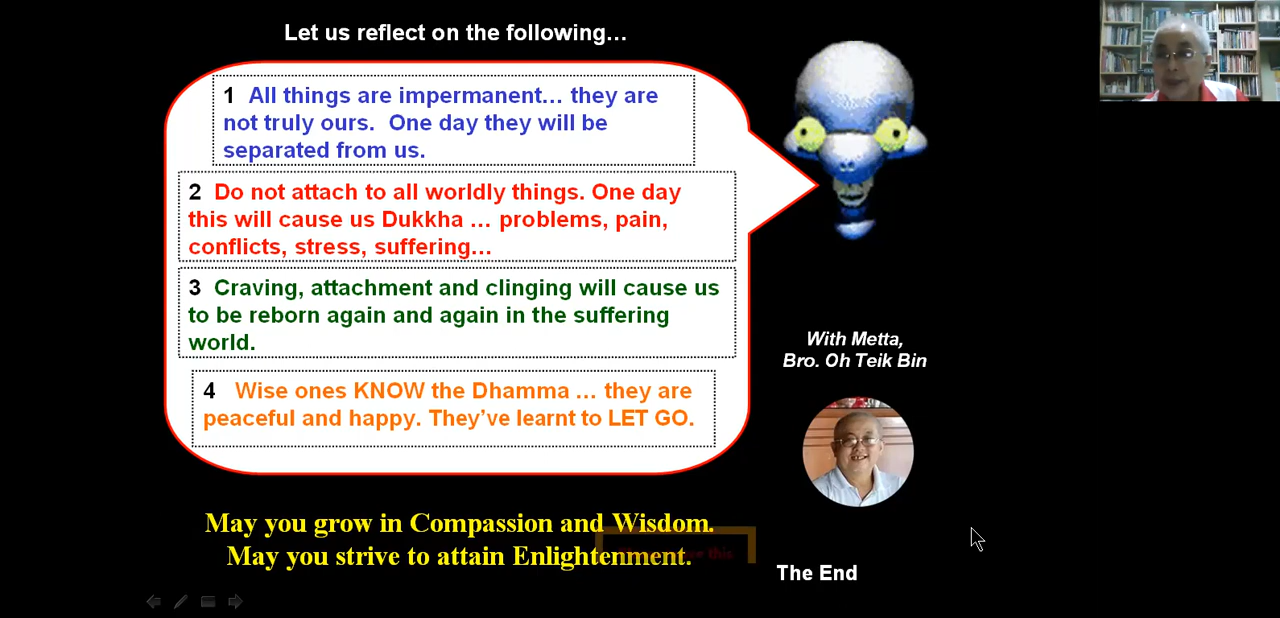 Let us reflect on the following...
1 All things are impermanent... they are
not truly ours. One day they will be
separated from us.
2 Do not attach to all worldly things. One day
this will cause us Dukkha ... problems, pain,
conflicts, stress, suffering...
3 Craving, attachment and clinging will cause us
to be reborn again and again in the suffering
world.
4 Wise ones KNOW the Dhamma ... they are
peaceful and happy. They've learnt to LET GO.
With Metta,
Bro. Oh Teik Bin
May you grow in Compassion and Wisdom.
May you strive to attain Enlightenment.
this
The End